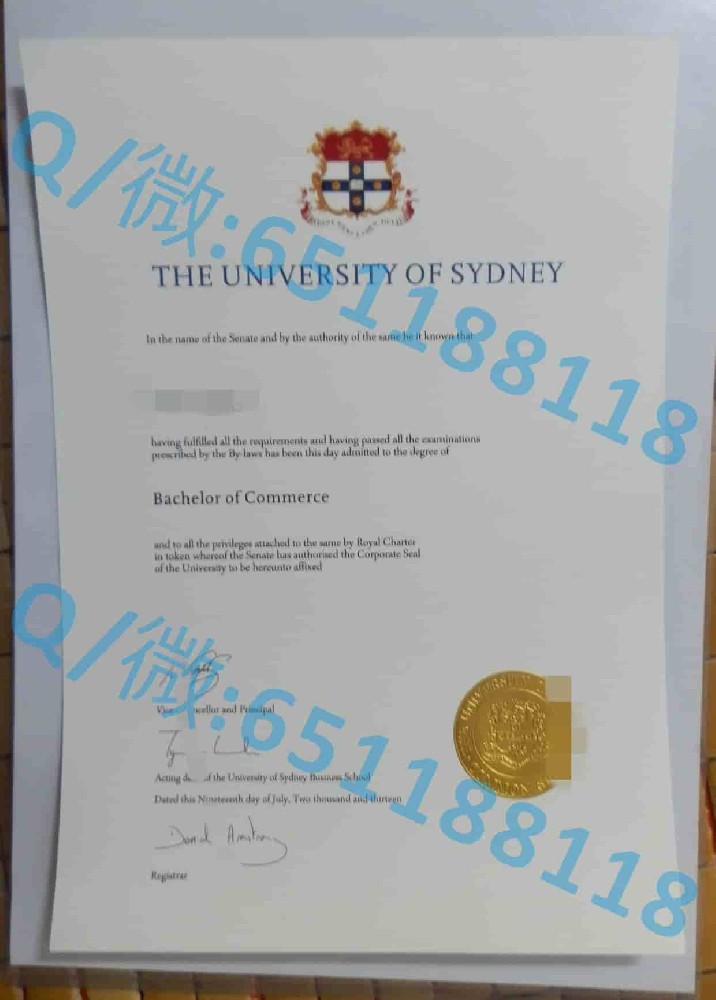 THE UNIVERSITY OF SYDNEY
In the name of the Senate and by the authority of the same be it known that
having fulfilled all the requirements and having passed all the examinations
prescribed by the By-laws has been this day admitted to the degree of
Bachelor of Commerce
and to all the privileges attached to the same by Royal Charter
in token whereof the Senate has authorised the Corporate Seal
of the University to be hereunto affixed
Vice Chancellor and Principal
Acting of the University of Sydney Business School
Dated this Nineteenth day of July, Two thousand and thirteen
Registrar
Q/微:651188118
Q/微:651188118